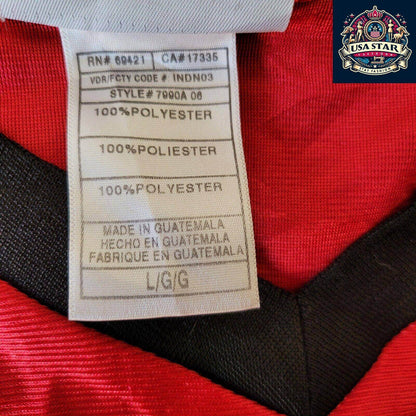 USA STAR
RN# 69421 CA#17335
VDR/FCTY CODE # INDN03
STYLE# 7990A 06
100%POLYESTER
100%POLIESTER
100%POLYESTER
MADE IN GUATEMALA
HECHO EN GUATEMALA
FABRIQUE EN GUATEMALA
L/G/G